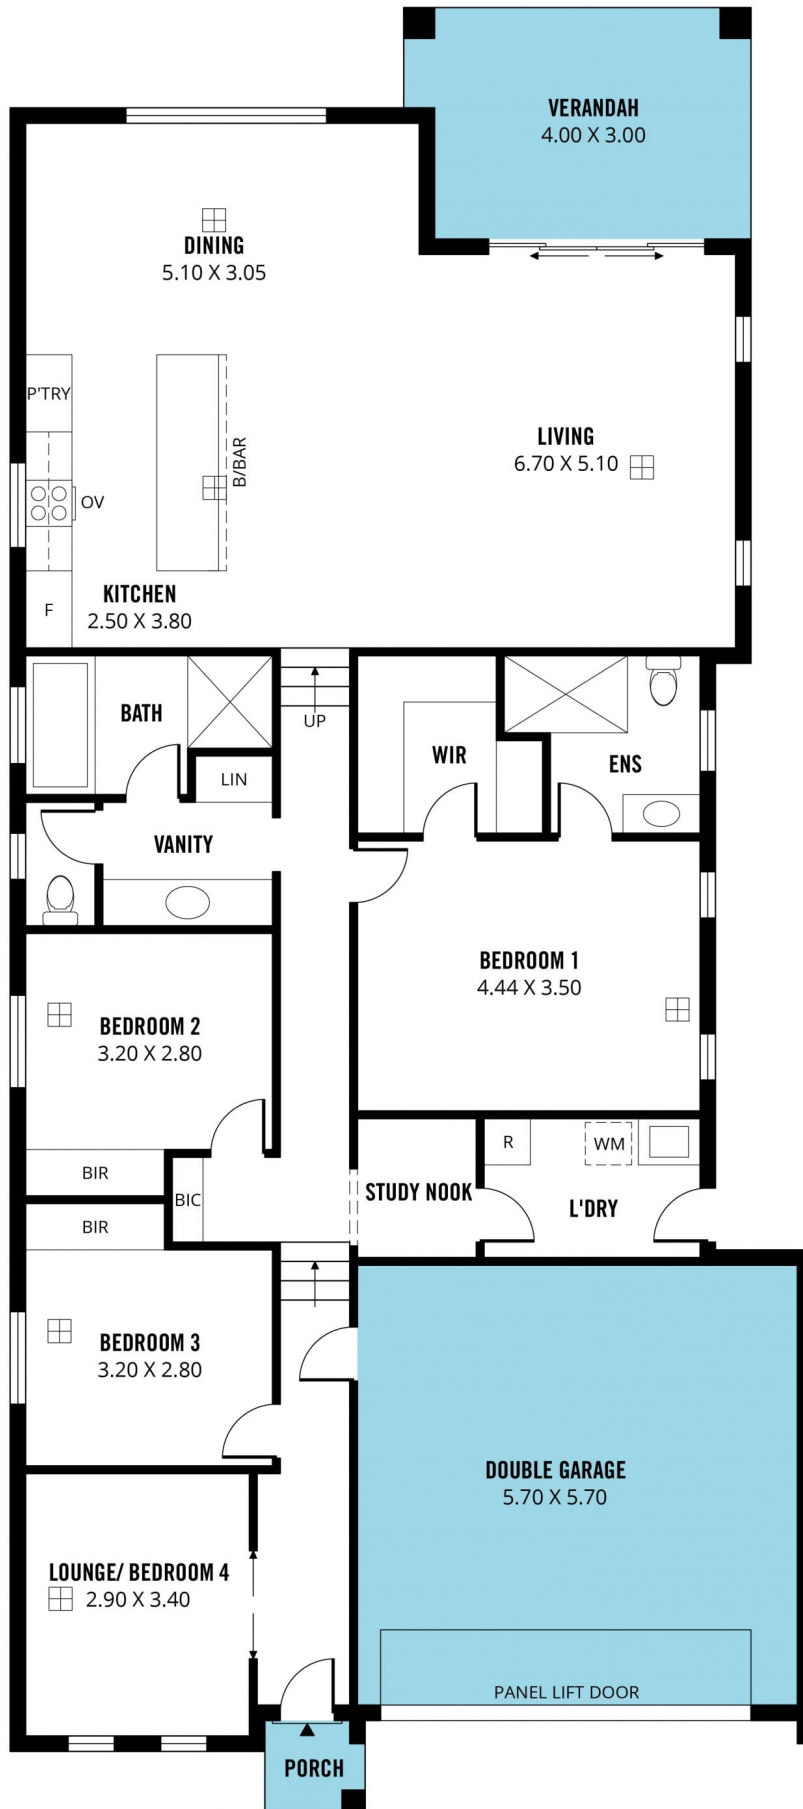 VERANDAH
4.00 X 3.00
DINING
5.10 X 3.05
P'TRY
B/BAR
OV
LIVING
6.70 X 5.10
KITCHEN
2.50 X 3.80
F
BATH
UP
WIR
ENS
LIN
VANITY
BEDROOM 1
4.44 X 3.50
BEDROOM 2
3.20 X 2.80
BIR
BIC
BIR
STUDY NOOK
R
WM
L'DRY
BEDROOM 3
3.20 X 2.80
DOUBLE GARAGE
5.70 X 5.70
LOUNGE/ BEDROOM 4
2.90 X 3.40
PANEL LIFT DOOR
PORCH